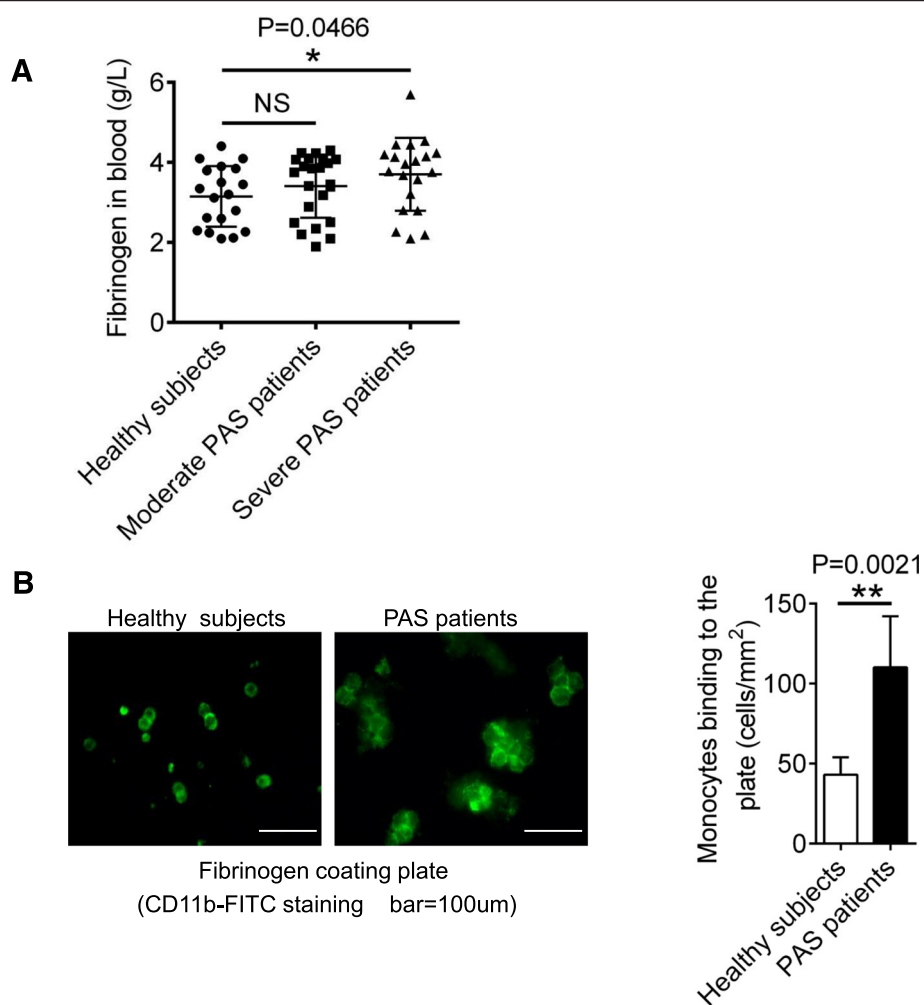 A
P=0.0466
*
NS
Fibrinogen in blood (g/L)
6
4
2
0
Healthy subjects
Moderate PAS patients
Severe PAS patients
B
Healthy subjects
PAS patients
Fibrinogen coating plate
(CD11b-FITC staining bar=100um)
P=0.0021
**
Monocytes binding to the
plate (cells/mm²)
150
100
50
0
Healthy subjects
PAS patients